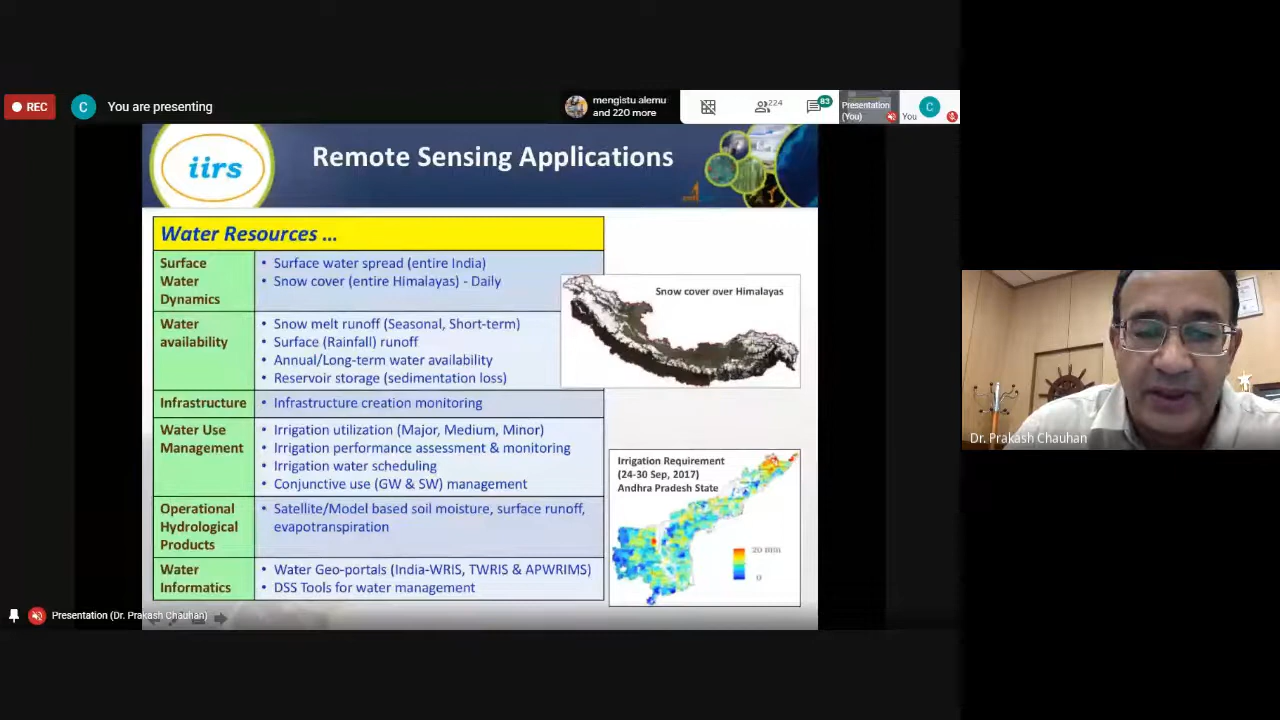 REC
C
You are presenting
mengistu alemu
and 220 more
224
83
Presentation
(You)
You
C
iirs
Remote Sensing Applications
Water Resources ...
Surface
Water
Dynamics
• Surface water spread (entire India)
• Snow cover (entire Himalayas) - Daily
Water
availability
• Snow melt runoff (Seasonal, Short-term)
• Surface (Rainfall) runoff
• Annual/Long-term water availability
• Reservoir storage (sedimentation loss)
Infrastructure
• Infrastructure creation monitoring
Water Use
Management
• Irrigation utilization (Major, Medium, Minor)
• Irrigation performance assessment & monitoring
• Irrigation water scheduling
• Conjunctive use (GW & SW) management
Operational
Hydrological
Products
• Satellite/Model based soil moisture, surface runoff,
evapotranspiration
Water
Informatics
• Water Geo-portals (India-WRIS, TWRIS & APWRIMS)
• DSS Tools for water management
Snow cover over Himalayas
Irrigation Requirement
(24-30 Sep, 2017)
Andhra Pradesh State
20 mm
0
Dr. Prakash Chauhan
Presentation (Dr. Prakash Chauhan)